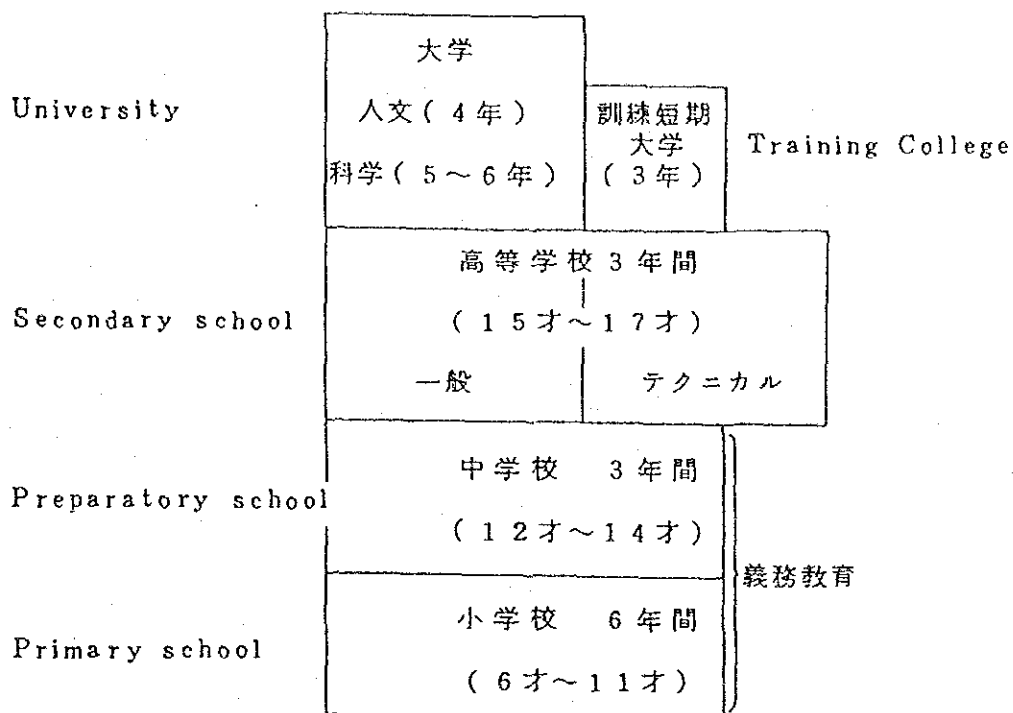 大学
University
人文(4年)
科学(5～6年)
訓練短期
大学
(3年)
Training College
高等学校3年間
Secondary school
(15才～17才)
一般
テクニカル
中学校 3年間
Preparatory school
(12才～14才)
義務教育
小学校 6年間
Primary school
(6才～11才)